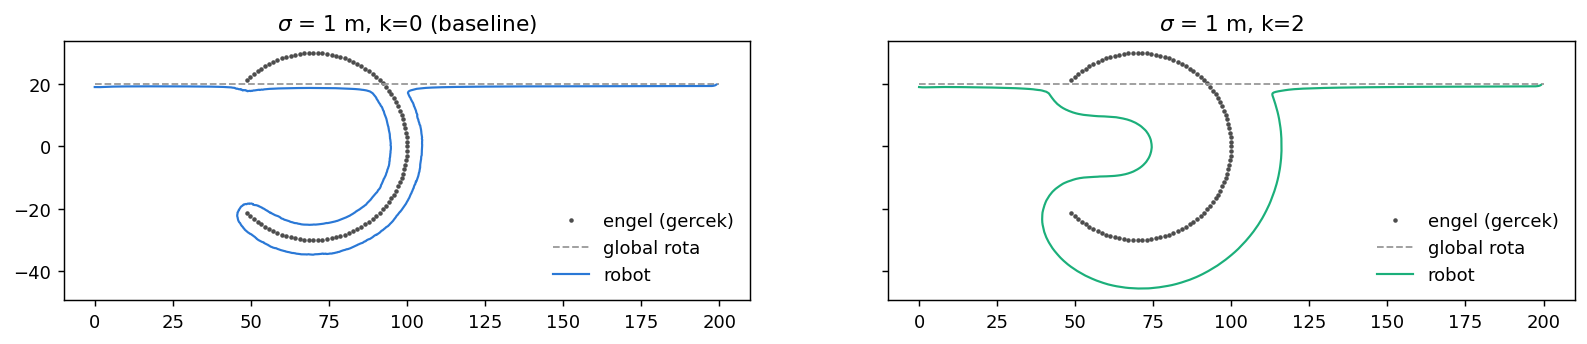 σ = 1 m, k=0 (baseline)
20
0
−20
−40
0 25 50 75 100 125 150 175 200
engel (gercek)
global rota
robot
σ = 1 m, k=2
0 25 50 75 100 125 150 175 200
engel (gercek)
global rota
robot